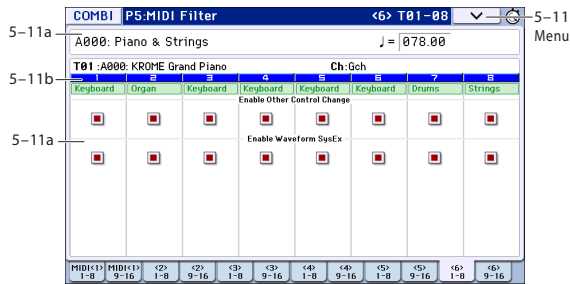 COMBI P5:MIDI Filter <6> T01-08
5–11
Menu
5–11a
A000: Piano & Strings ♩= 078.00
T01 :A000: KROME Grand Piano Ch:Gch
5–11b
1 2 3 4 5 6 7 8
Keyboard Organ Keyboard Keyboard Keyboard Keyboard Drums Strings
Enable Other Control Change
5–11a
Enable Waveform SysEx
MIDI<1> MIDI<1> <2> <2> <3> <3> <4> <4> <5> <5> <6> <6>
1-8 9-16 1-8 9-16 1-8 9-16 1-8 9-16 1-8 9-16 1-8 9-16